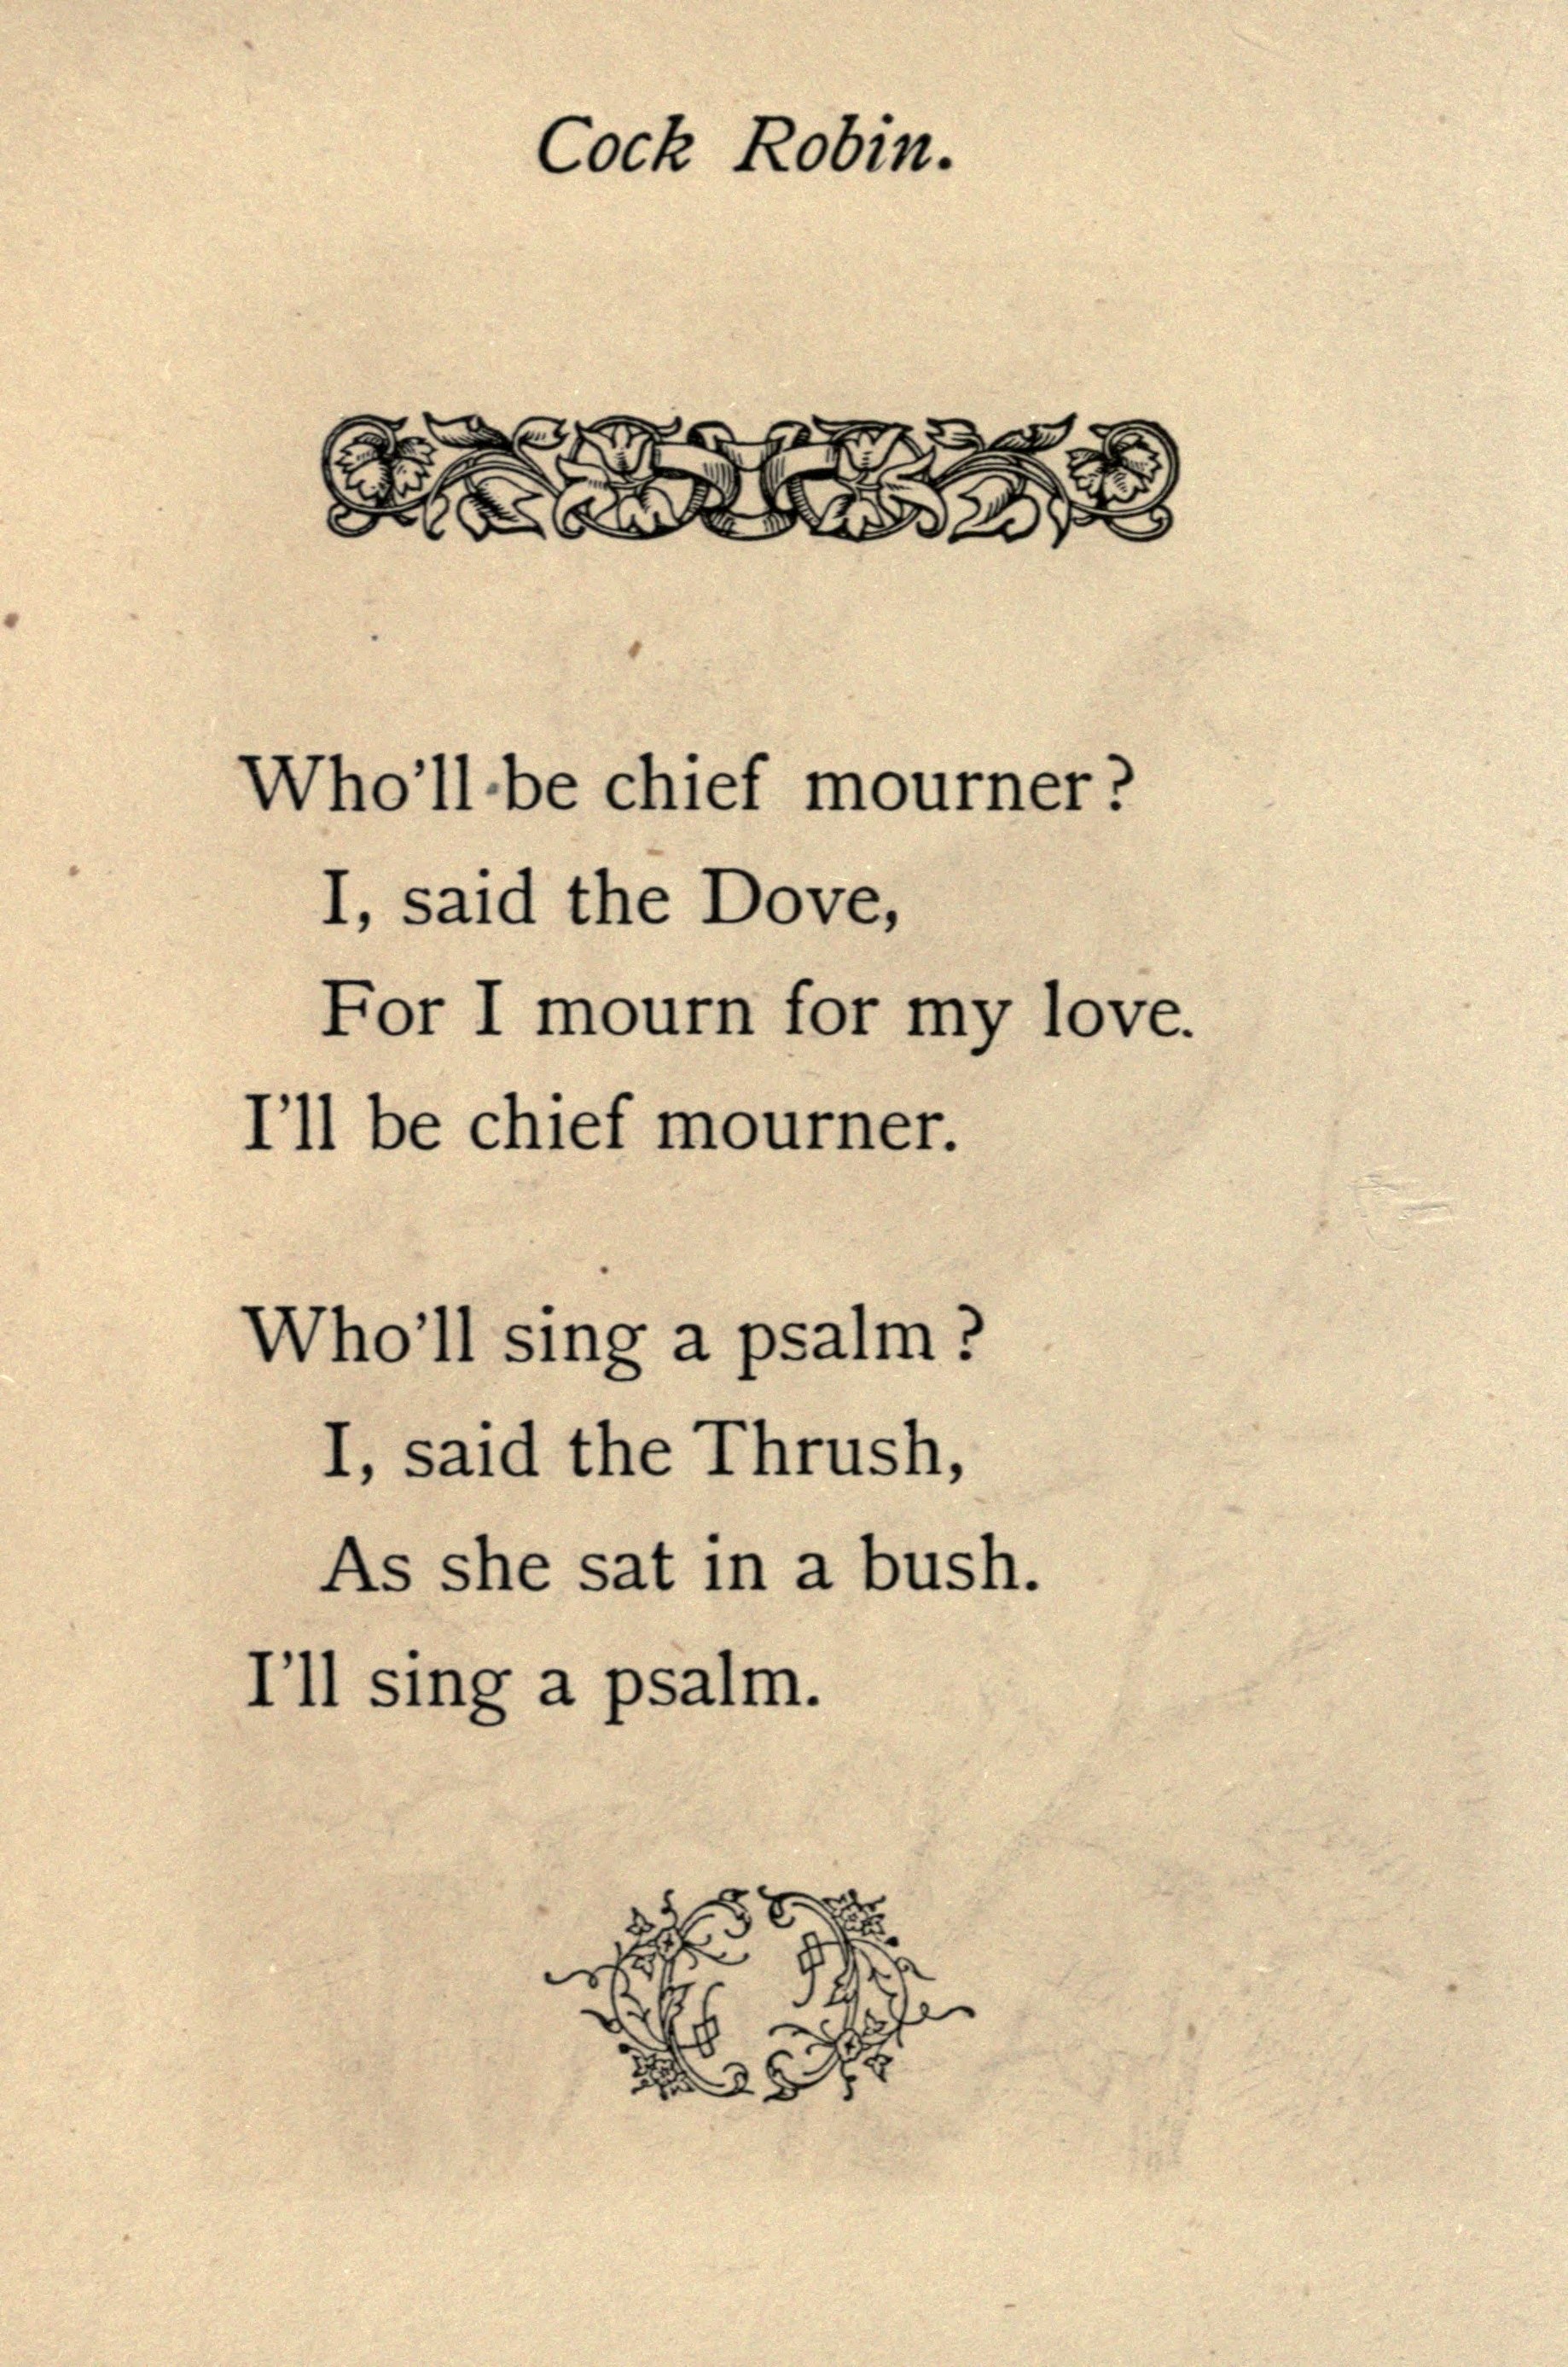 Cock Robin.
Who'll be chief mourner?
I, said the Dove,
For I mourn for my love.
I'll be chief mourner.
Who'll sing a psalm?
I, said the Thrush,
As she sat in a bush.
I'll sing a psalm.